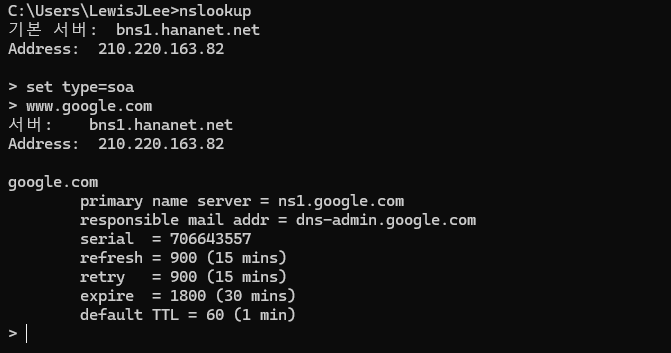 C:\Users\LewisJLee>nslookup
기본 서버:  bns1.hananet.net
Address:  210.220.163.82

> set type=soa
> www.google.com
서버:    bns1.hananet.net
Address:  210.220.163.82

google.com
        primary name server = ns1.google.com
        responsible mail addr = dns-admin.google.com
        serial  = 706643557
        refresh = 900 (15 mins)
        retry   = 900 (15 mins)
        expire  = 1800 (30 mins)
        default TTL = 60 (1 min)
>